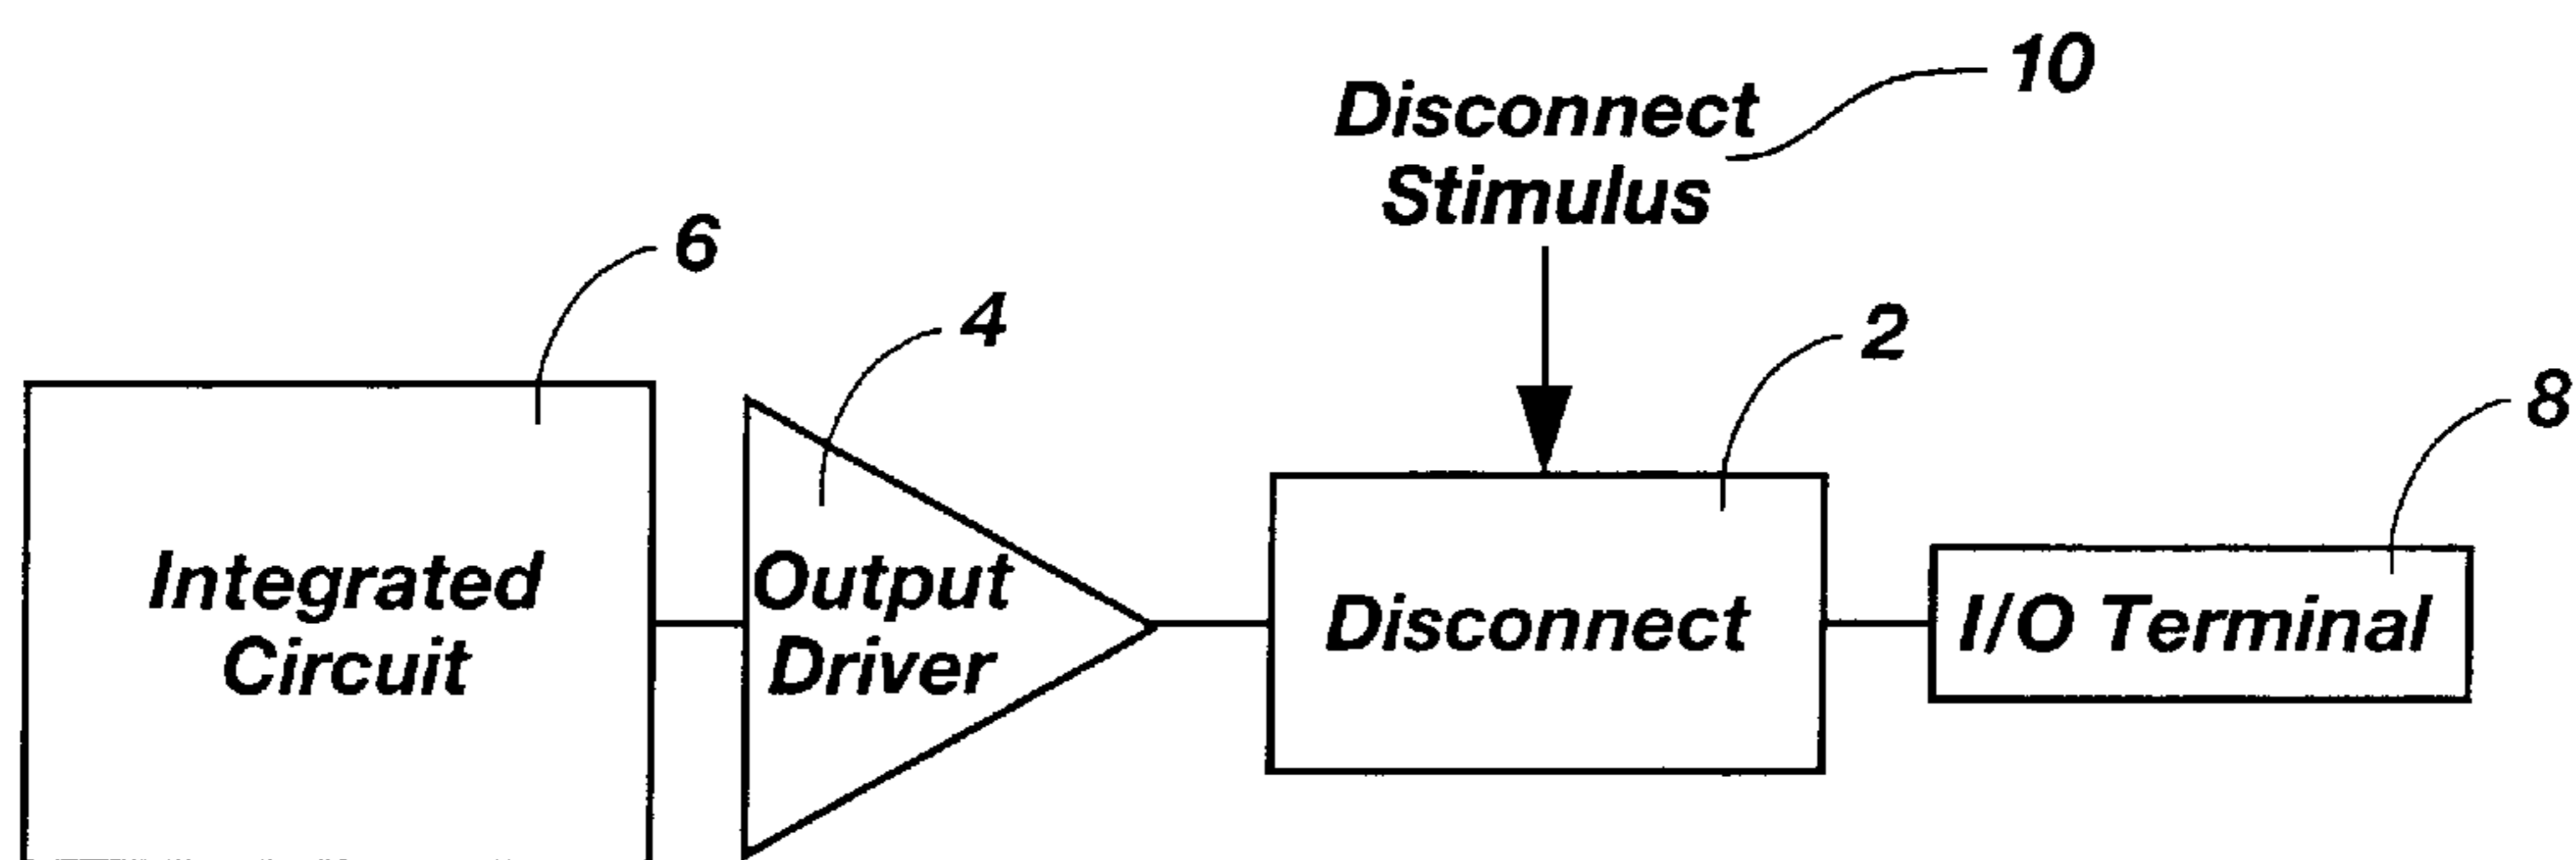 10
Disconnect
Stimulus
6
4
2
8
Integrated
Circuit
Output
Driver
Disconnect
I/O Terminal